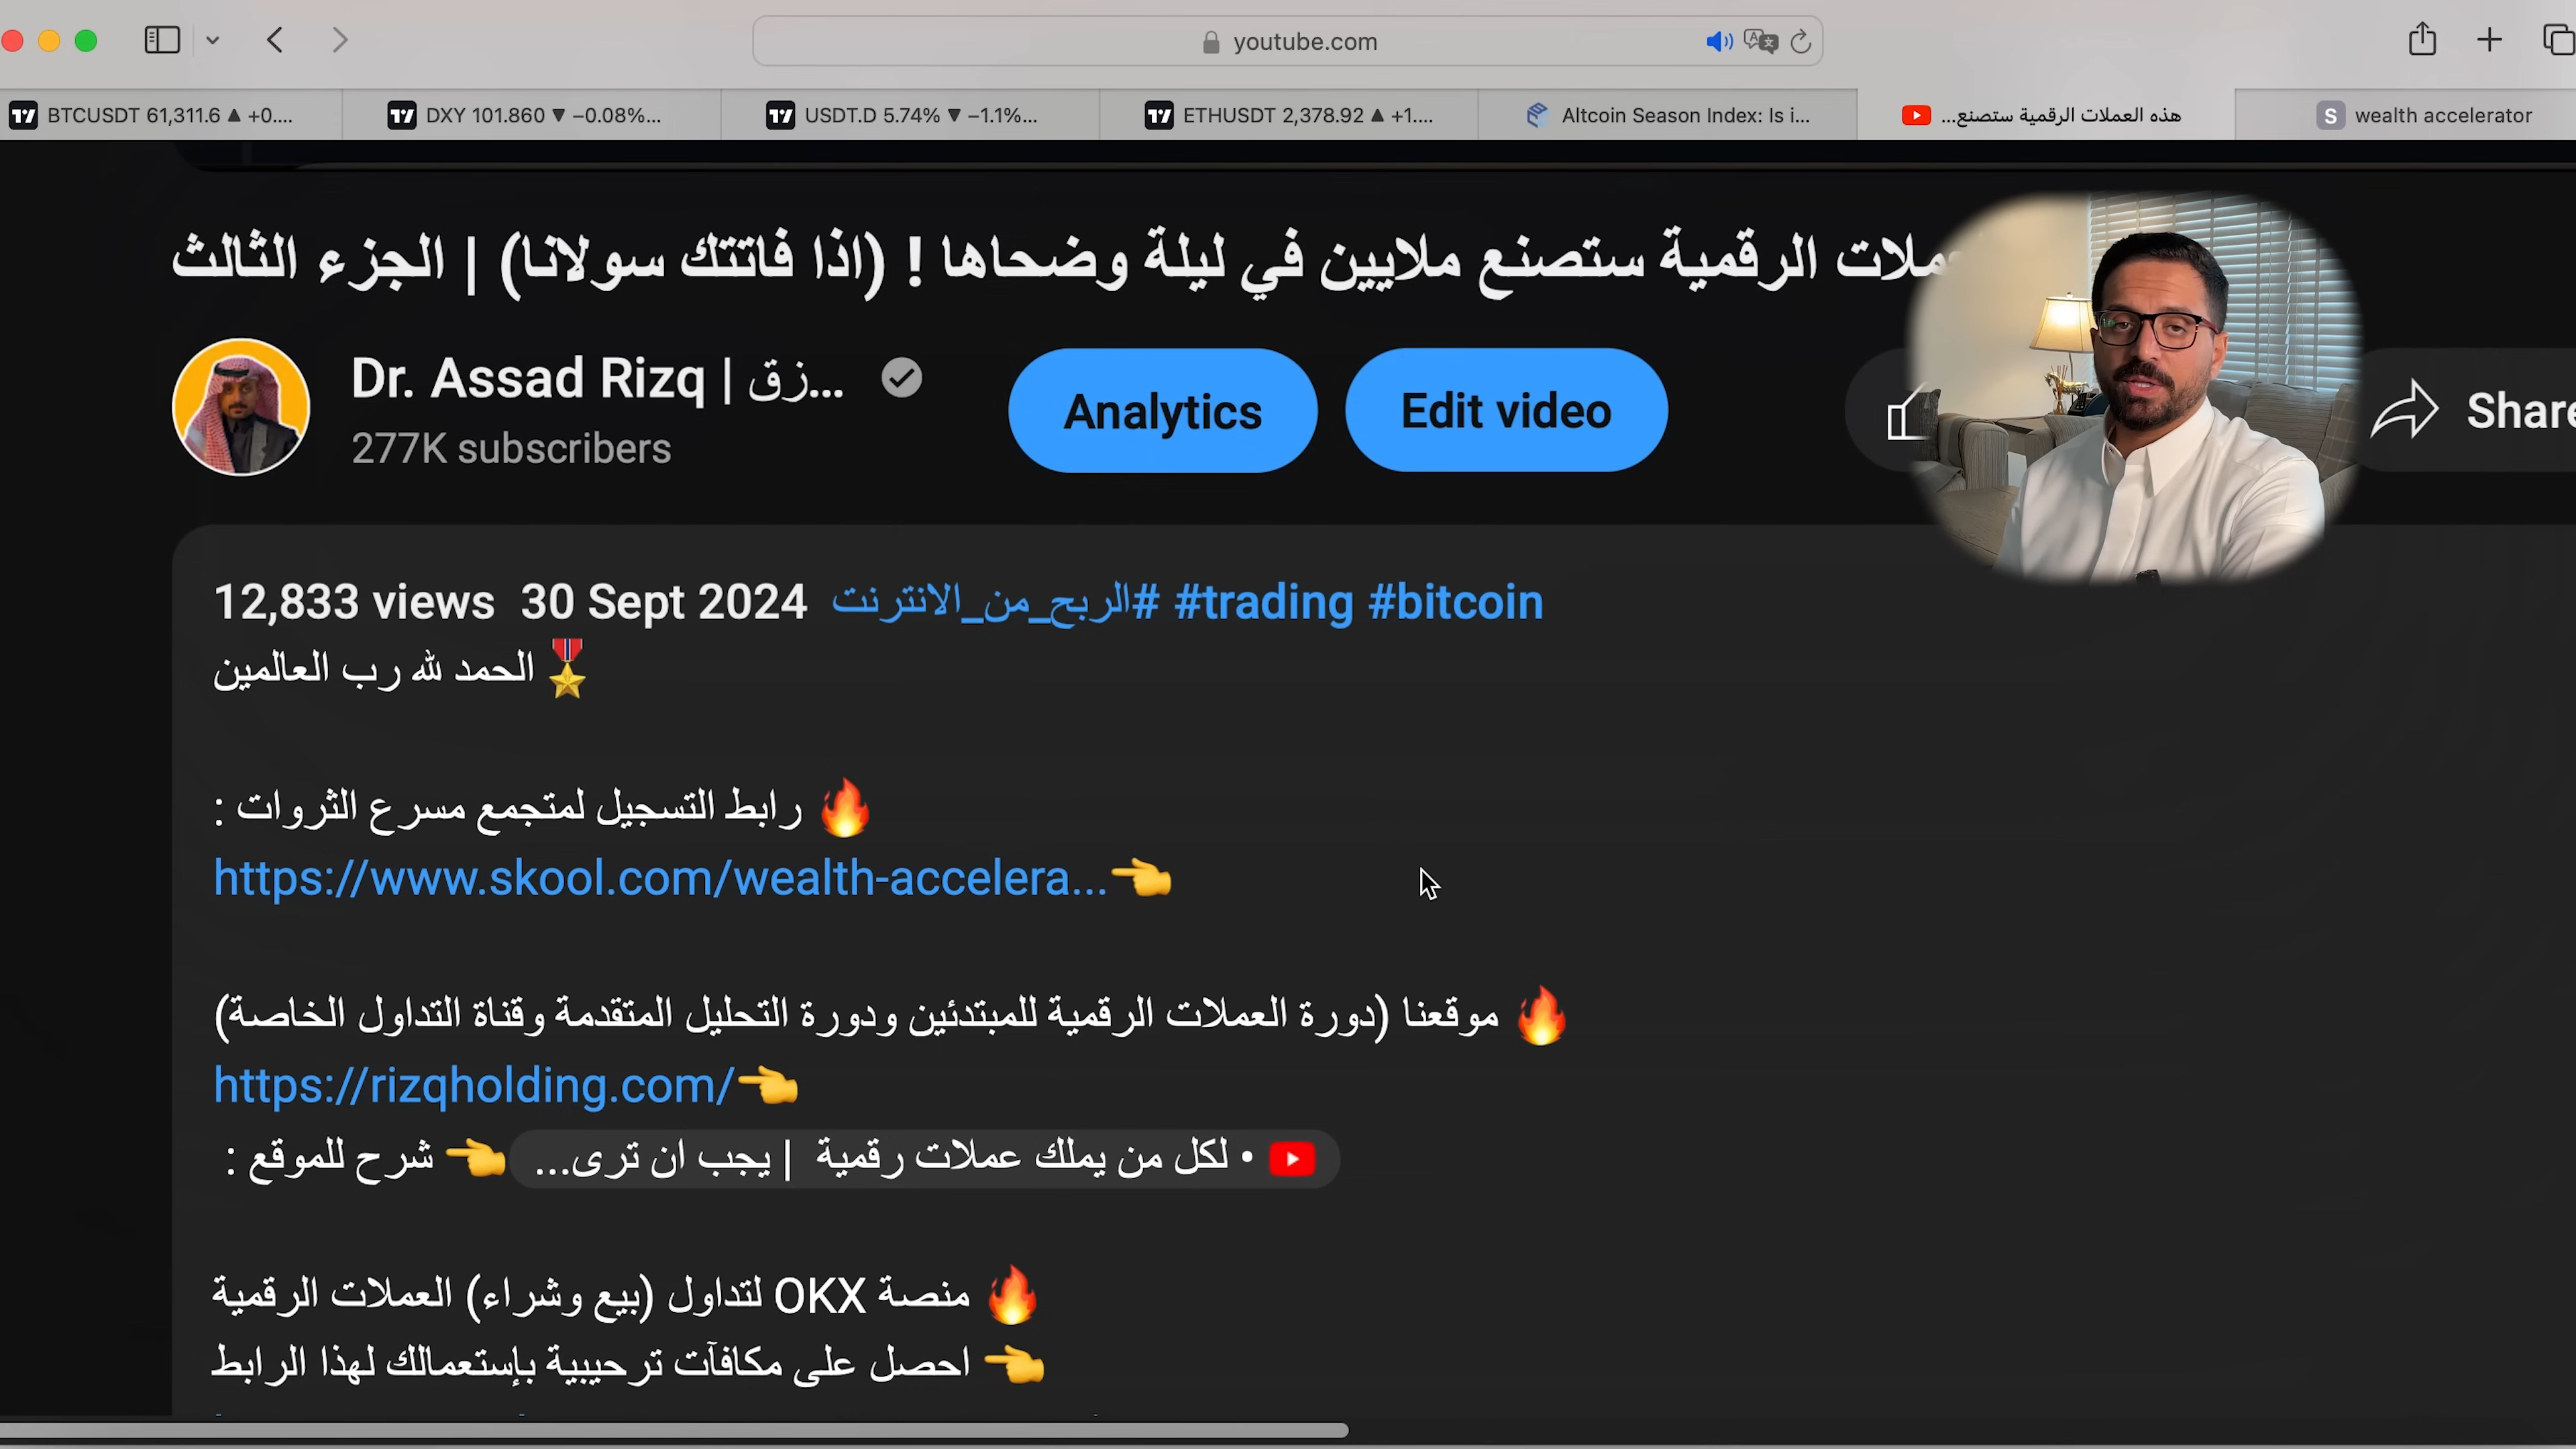 youtube.com
BTCUSDT 61,311.6 ▲ +0....
DXY 101.860 ▼ −0.08%...
USDT.D 5.74% ▼ −1.1%...
ETHUSDT 2,378.92 ▲ +1....
Altcoin Season Index: Is i...
هذه العملات الرقمية ستصنع...
S wealth accelerator
الرقمية ستصنع ملايين في ليلة وضحاها ! (اذا فاتتك سولانا) | الجزء الثالث
Dr. Assad Rizq | رزق...
277K subscribers
Analytics
Edit video
Share
12,833 views 30 Sept 2024 #الربح_من_الانترنت #trading #bitcoin
🎖️ الحمد لله رب العالمين
🔥 رابط التسجيل لمتجمع مسرع الثروات :
https://www.skool.com/wealth-accelera...👈
🔥 موقعنا (دورة العملات الرقمية للمبتدئين ودورة التحليل المتقدمة وقناة التداول الخاصة)
https://rizqholding.com/👈
• لكل من يملك عملات رقمية | يجب ان ترى... 👈 شرح للموقع :
🔥 منصة OKX لتداول (بيع وشراء) العملات الرقمية
👈 احصل على مكافآت ترحيبية بإستعمالك لهذا الرابط